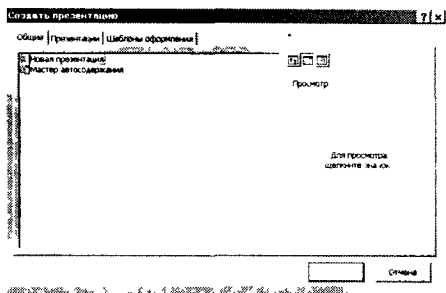 Создать презентацию
Общие Презентации Шаблоны оформления
Новая презентация
Мастер автосодержания
Просмотр
Для просмотра
щелкните значок
Отмена